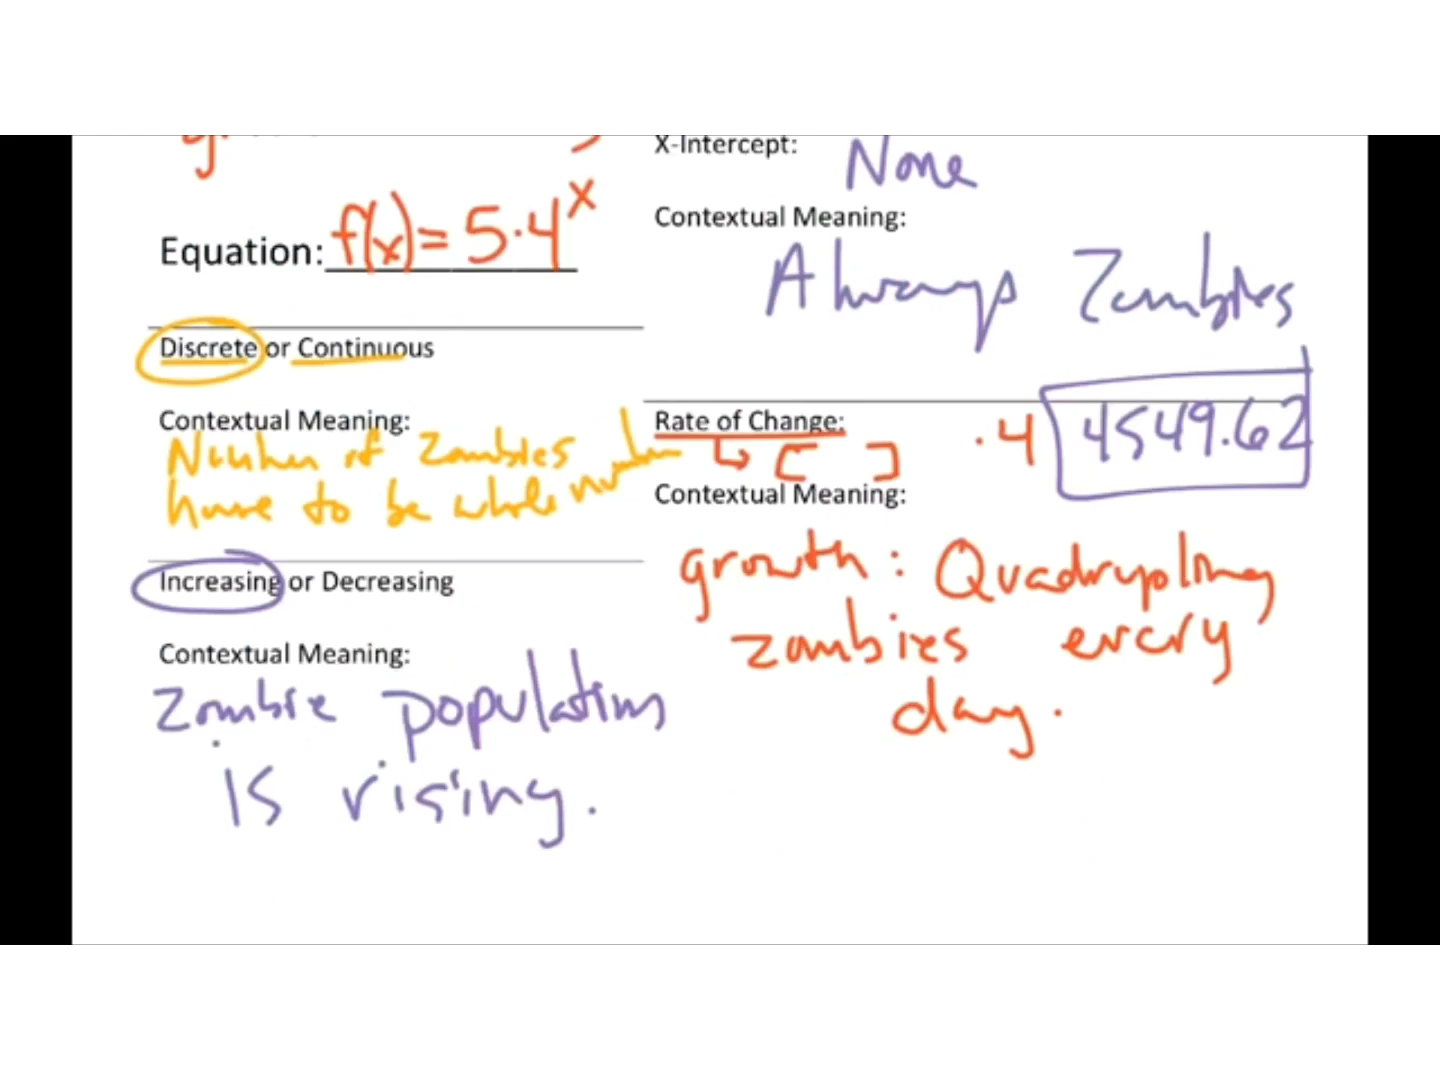 Equation: f(x)=5·4^x
Discrete or Continuous
Contextual Meaning:
Number of Zombies
have to be whole number
Increasing or Decreasing
Contextual Meaning:
Zombie population
is rising.
X-Intercept: None
Contextual Meaning:
Always Zombies
Rate of Change: ·4 4549.62
[ ]
Contextual Meaning:
growth: Quadrupling
zombies every
day.